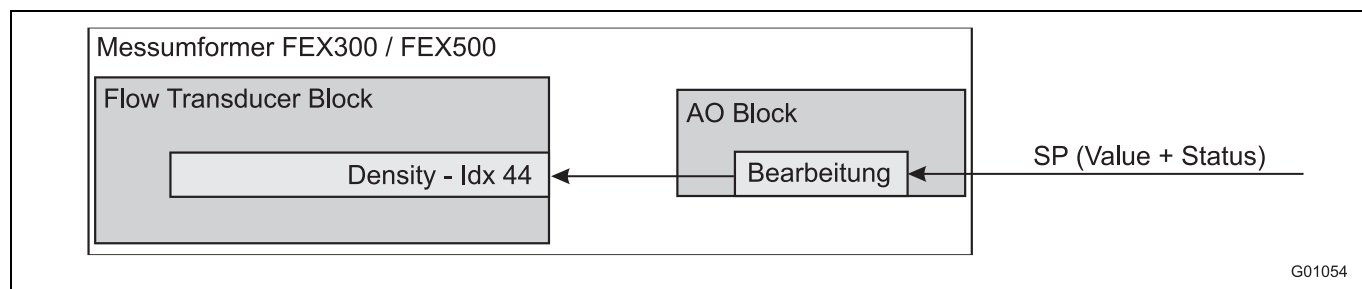 Messumformer FEX300 / FEX500
Flow Transducer Block
AO Block
Density - Idx 44
Bearbeitung
SP (Value + Status)
G01054